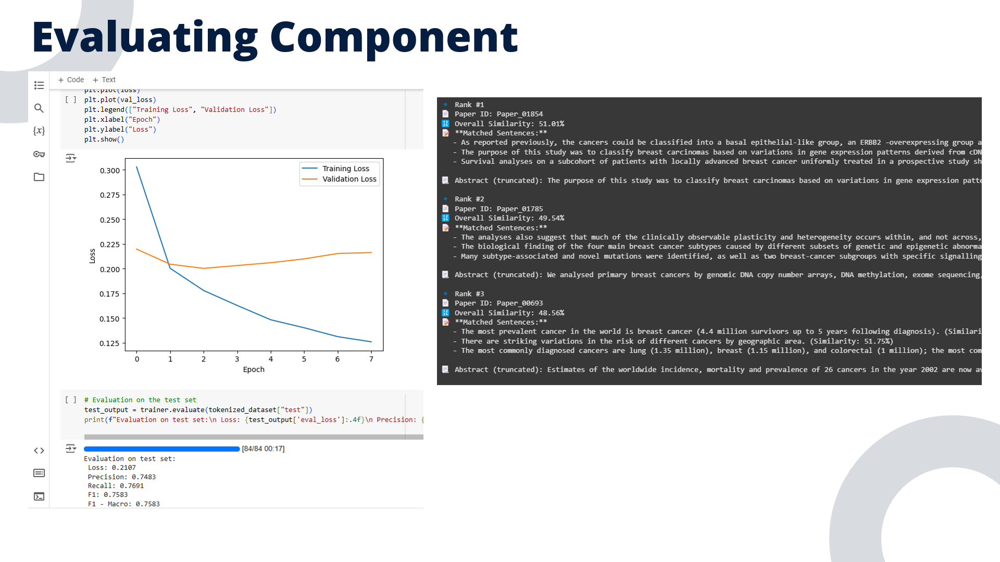 Evaluating Component
+ Code + Text
plt.plot(loss)
[ ] plt.plot(val_loss)
plt.legend(["Training Loss", "Validation Loss"])
plt.xlabel("Epoch")
plt.ylabel("Loss")
plt.show()
Training Loss
Validation Loss
0.300
0.275
0.250
0.225
0.200
0.175
0.150
0.125
Loss
0 1 2 3 4 5 6 7
Epoch
[ ] # Evaluation on the test set
test_output = trainer.evaluate(tokenized_dataset["test"])
print(f"Evaluation on test set:\n Loss: {test_output['eval_loss']:.4f}\n Precision: {
[84/84 00:17]
Evaluation on test set:
Loss: 0.2107
Precision: 0.7483
Recall: 0.7691
F1: 0.7583
F1 - Macro: 0.7583
Rank #1
Paper ID: Paper_01854
Overall Similarity: 51.01%
**Matched Sentences:**
- As reported previously, the cancers could be classified into a basal epithelial-like group, an ERBB2 -overexpressing group a
- The purpose of this study was to classify breast carcinomas based on variations in gene expression patterns derived from cDN
- Survival analyses on a subcohort of patients with locally advanced breast cancer uniformly treated in a prospective study sh
Abstract (truncated): The purpose of this study was to classify breast carcinomas based on variations in gene expression patte
Rank #2
Paper ID: Paper_01785
Overall Similarity: 49.54%
**Matched Sentences:**
- The analyses also suggest that much of the clinically observable plasticity and heterogeneity occurs within, and not across,
- The biological finding of the four main breast cancer subtypes caused by different subsets of genetic and epigenetic abnorma
- Many subtype-associated and novel mutations were identified, as well as two breast-cancer subgroups with specific signalling
Abstract (truncated): We analysed primary breast cancers by genomic DNA copy number arrays, DNA methylation, exome sequencing,
Rank #3
Paper ID: Paper_00693
Overall Similarity: 48.56%
**Matched Sentences:**
- The most prevalent cancer in the world is breast cancer (4.4 million survivors up to 5 years following diagnosis). (Similari
- There are striking variations in the risk of different cancers by geographic area. (Similarity: 51.75%)
- The most commonly diagnosed cancers are lung (1.35 million), breast (1.15 million), and colorectal (1 million); the most com
Abstract (truncated): Estimates of the worldwide incidence, mortality and prevalence of 26 cancers in the year 2002 are now av